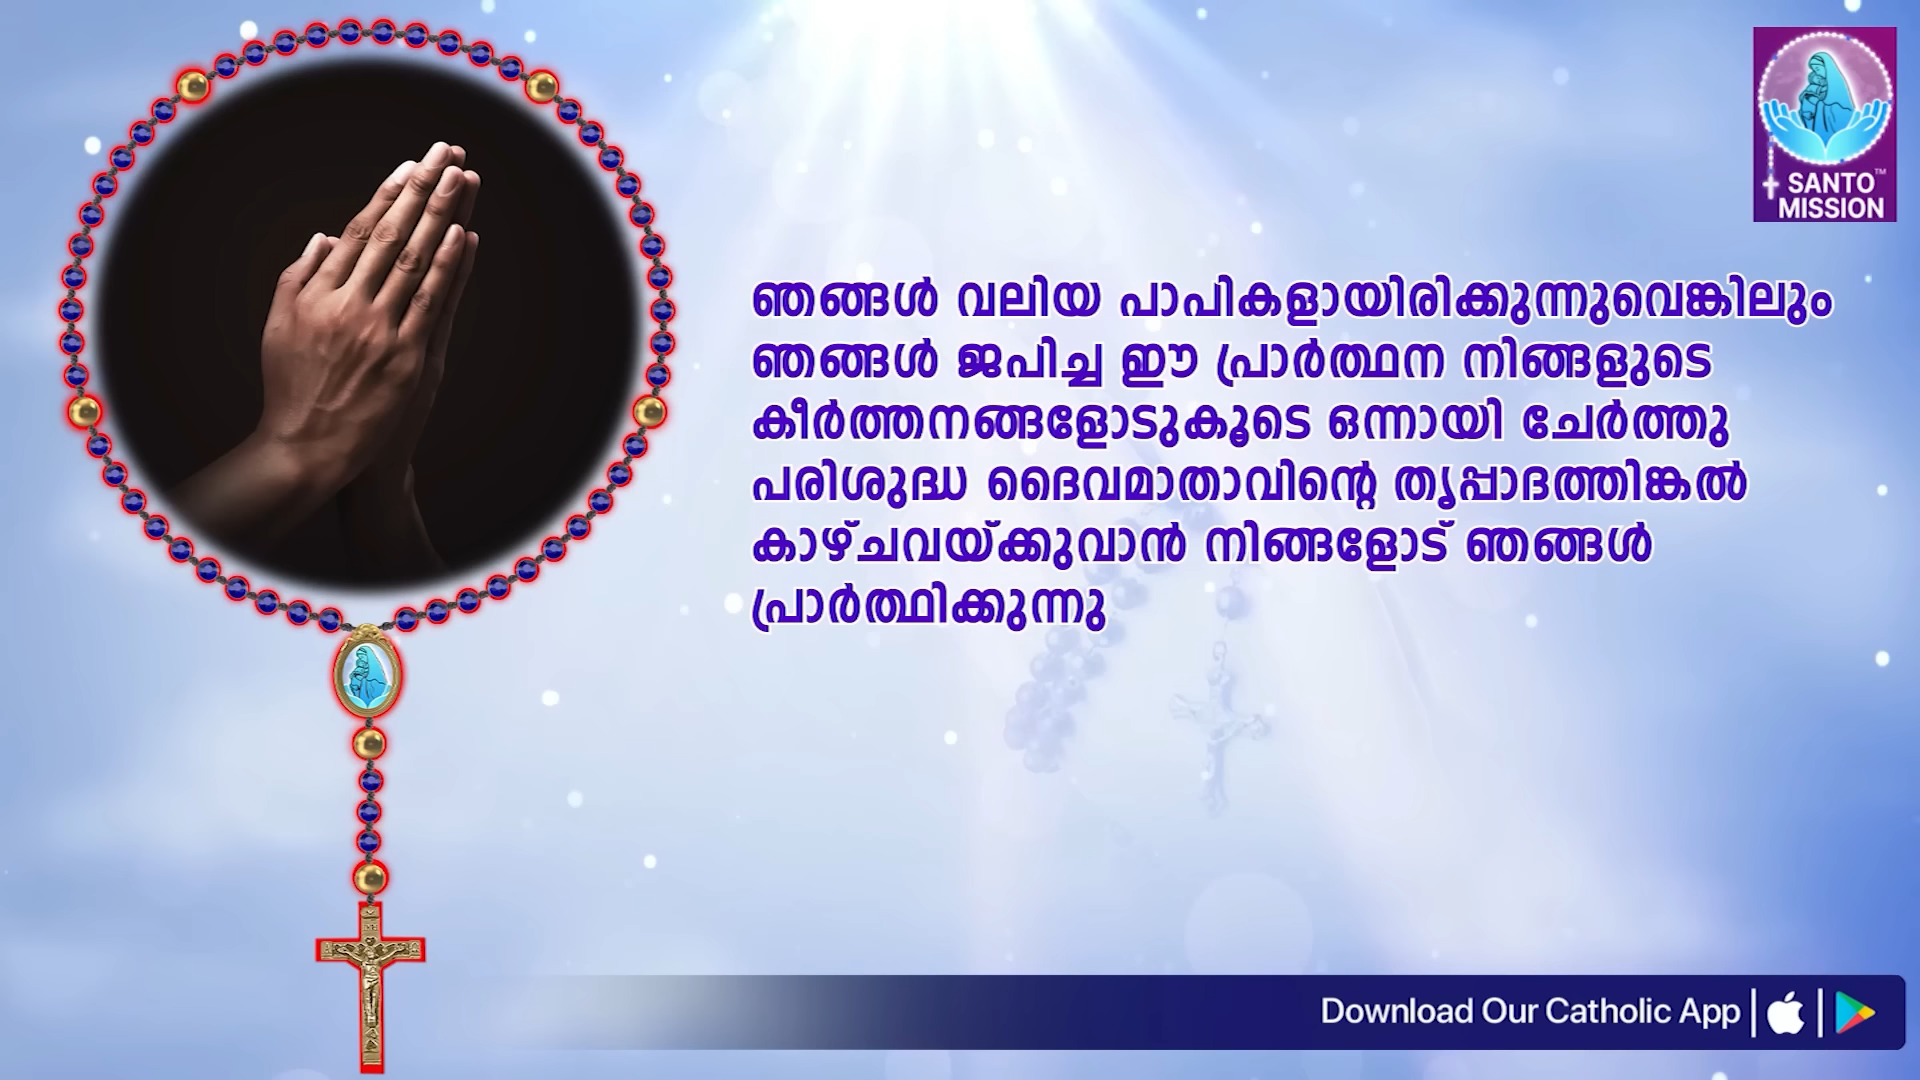 SANTO™
MISSION
ഞങ്ങൾ വലിയ പാപികളായിരിക്കുന്നുവെങ്കിലും
ഞങ്ങൾ ജപിച്ച ഈ പ്രാർത്ഥന നിങ്ങളുടെ
കീർത്തനങ്ങളോടുകൂടെ ഒന്നായി ചേർത്തു
പരിശുദ്ധ ദൈവമാതാവിന്റെ തൃപ്പാദത്തിങ്കൽ
കാഴ്ചവയ്ക്കുവാൻ നിങ്ങളോട് ഞങ്ങൾ
പ്രാർത്ഥിക്കുന്നു
Download Our Catholic App